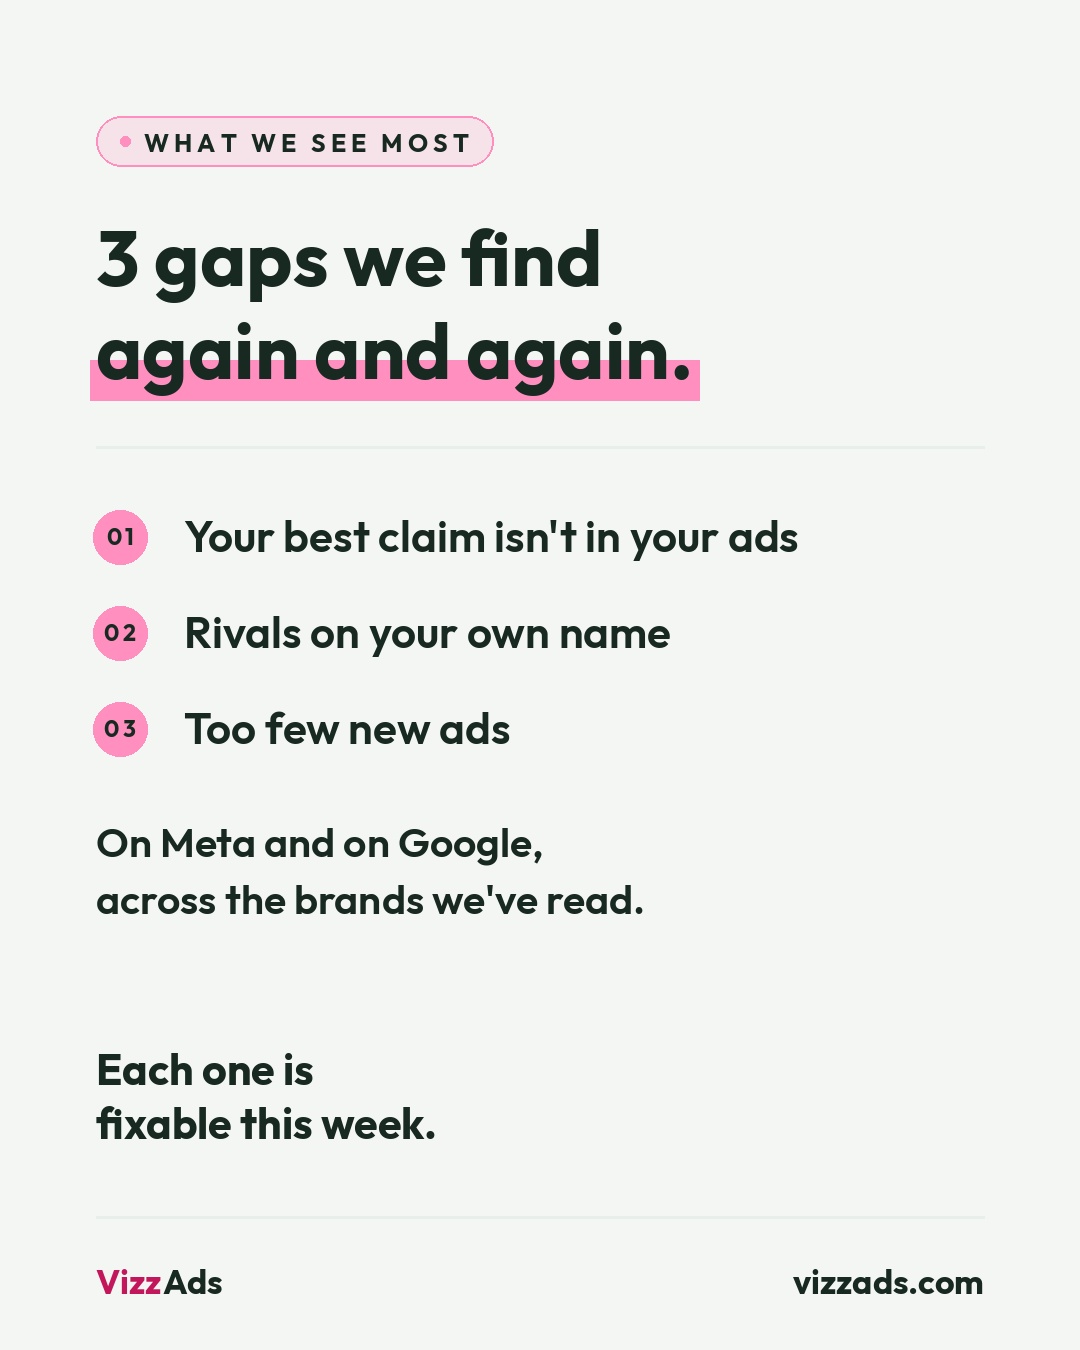 WHAT WE SEE MOST
3 gaps we find
again and again.
01 Your best claim isn't in your ads
02 Rivals on your own name
03 Too few new ads
On Meta and on Google,
across the brands we've read.
Each one is
fixable this week.
VizzAds vizzads.com